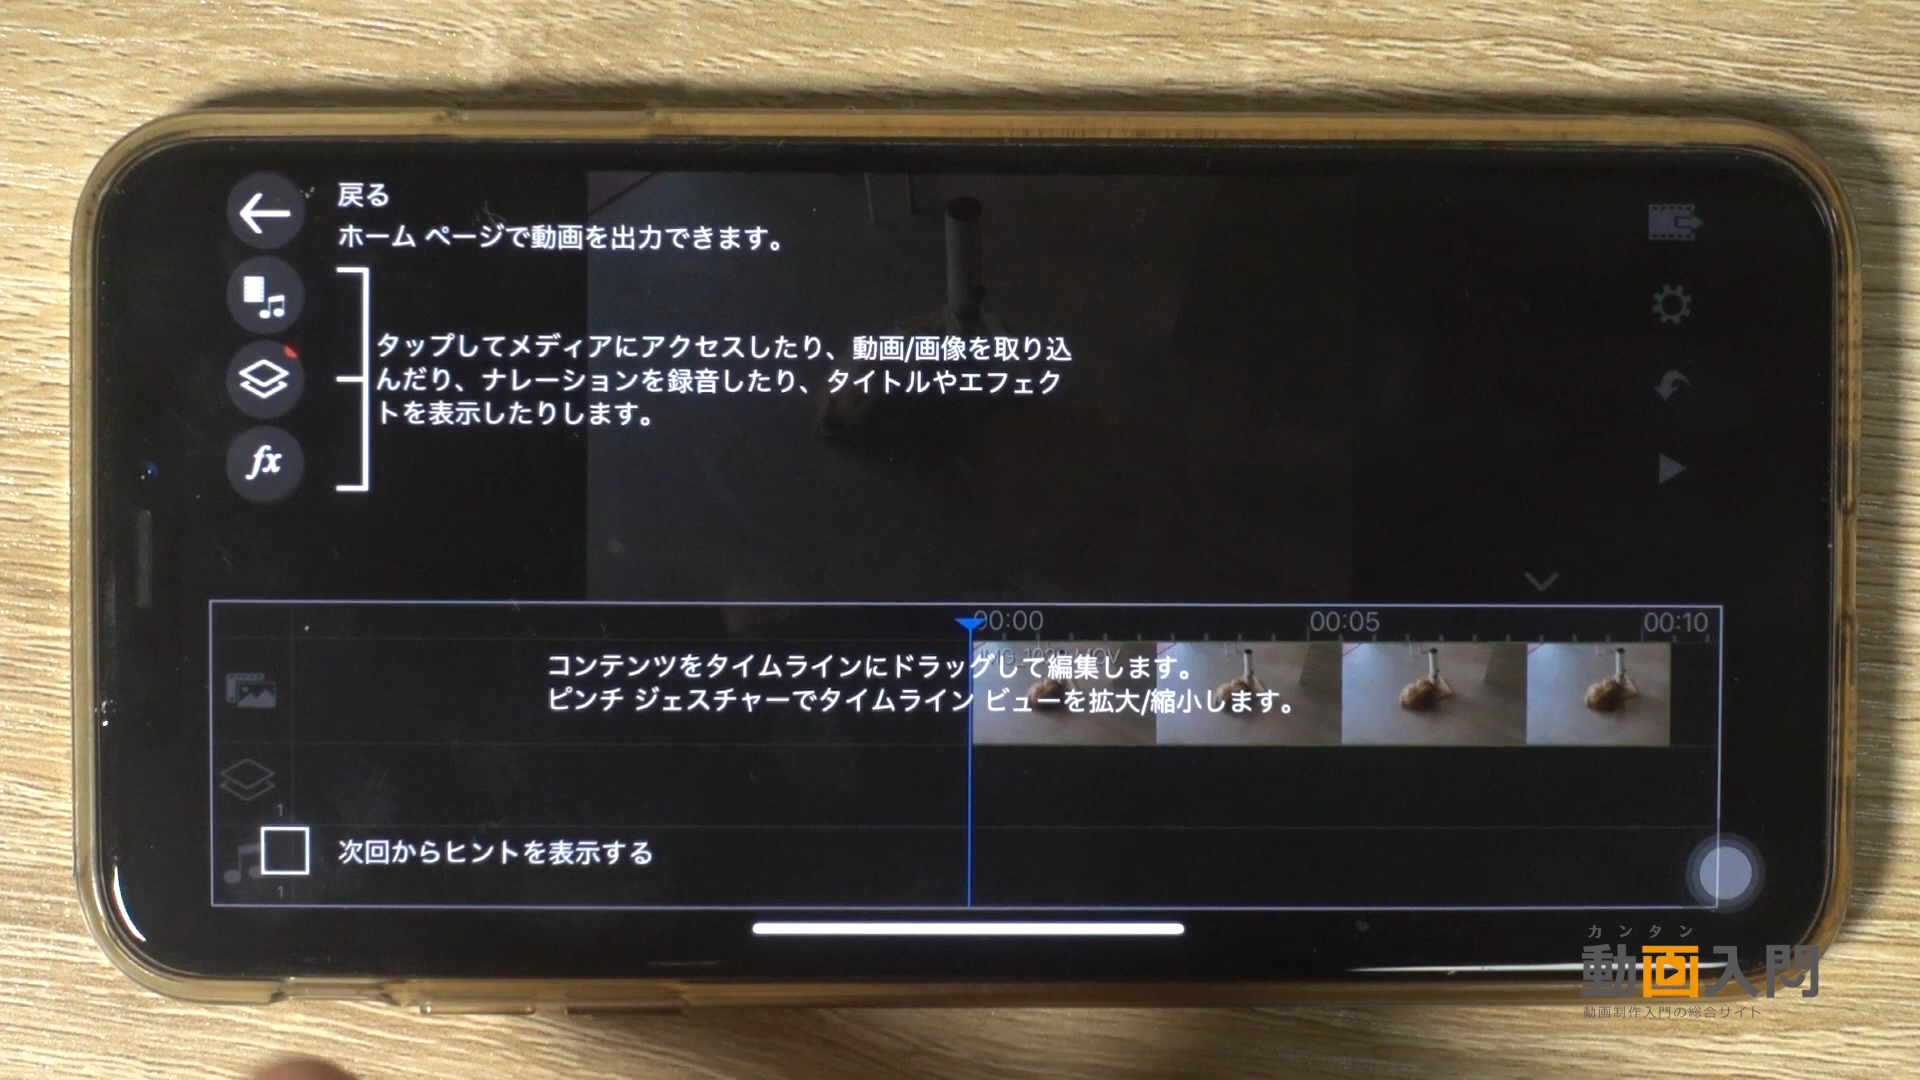 戻る
ホーム ページで動画を出力できます。
タップしてメディアにアクセスしたり、動画/画像を取り込
んだり、ナレーションを録音したり、タイトルやエフェク
トを表示したりします。
fx
00:00
00:05
00:10
コンテンツをタイムラインにドラッグして編集します。
ピンチ ジェスチャーでタイムライン ビューを拡大/縮小します。
1
次回からヒントを表示する
1
カンタン
動画入門
動画制作入門の総合サイト